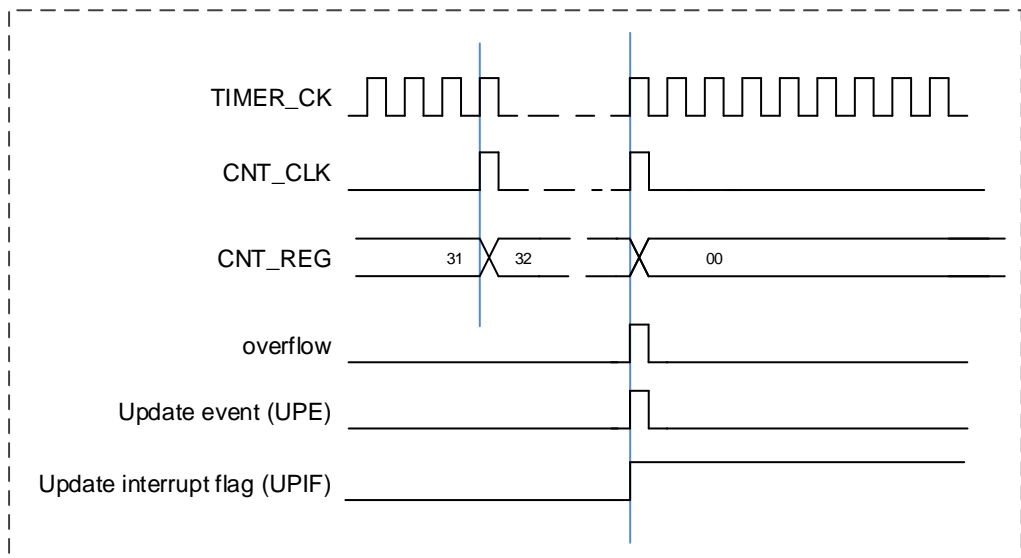 TIMER_CK
CNT_CLK
CNT_REG 31 32 00
overflow
Update event (UPE)
Update interrupt flag (UPIF)